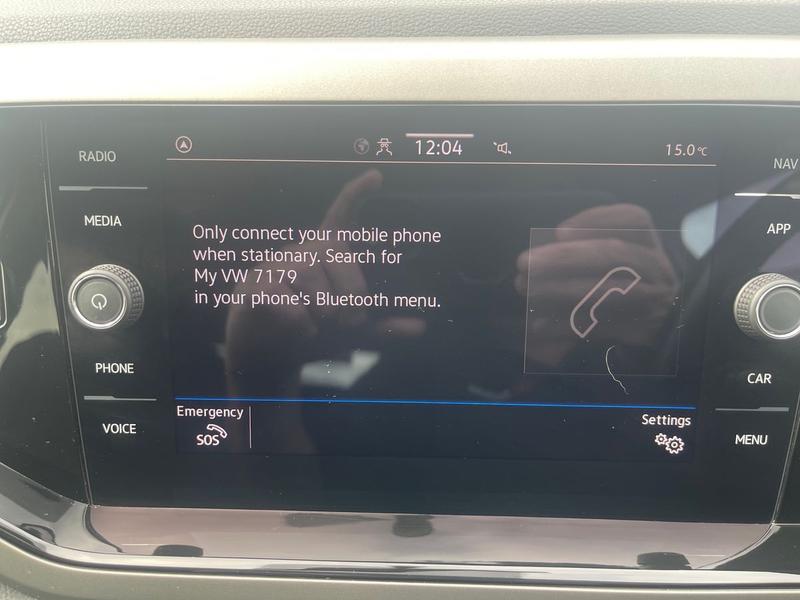 RADIO
12:04
15.0°C
NAV
MEDIA
APP
Only connect your mobile phone
when stationary. Search for
My VW 7179
in your phone's Bluetooth menu.
PHONE
CAR
Emergency
SOS
Settings
VOICE
MENU